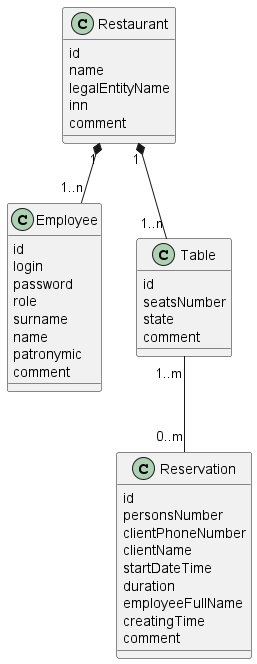 C Restaurant
id
name
legalEntityName
inn
comment
1
1
1..n
1..n
C Employee
id
login
password
role
surname
name
patronymic
comment
C Table
id
seatsNumber
state
comment
1..m
0..m
C Reservation
id
personsNumber
clientPhoneNumber
clientName
startDateTime
duration
employeeFullName
creatingTime
comment